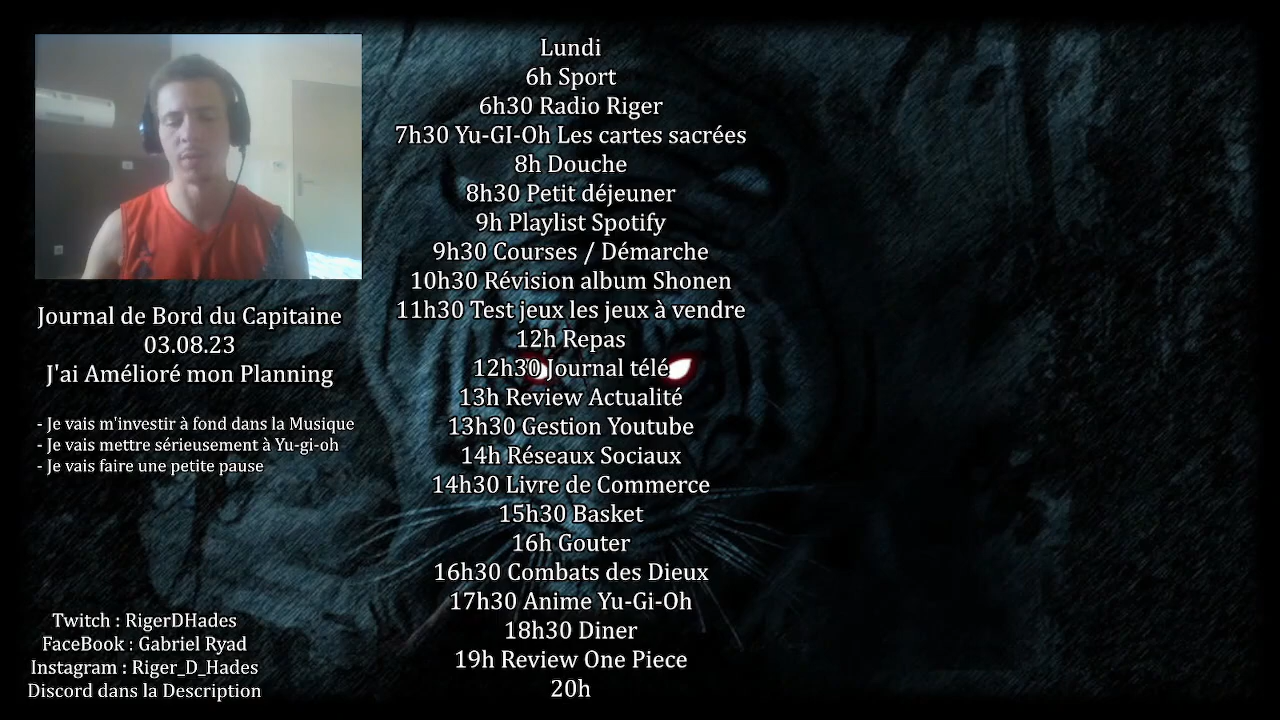 Journal de Bord du Capitaine
03.08.23
J'ai Amélioré mon Planning
- Je vais m'investir à fond dans la Musique
- Je vais mettre sérieusement à Yu-gi-oh
- Je vais faire une petite pause
Twitch : RigerDHades
FaceBook : Gabriel Ryad
Instagram : Riger_D_Hades
Discord dans la Description
Lundi
6h Sport
6h30 Radio Riger
7h30 Yu-GI-Oh Les cartes sacrées
8h Douche
8h30 Petit déjeuner
9h Playlist Spotify
9h30 Courses / Démarche
10h30 Révision album Shonen
11h30 Test jeux les jeux à vendre
12h Repas
12h30 Journal télé
13h Review Actualité
13h30 Gestion Youtube
14h Réseaux Sociaux
14h30 Livre de Commerce
15h30 Basket
16h Gouter
16h30 Combats des Dieux
17h30 Anime Yu-Gi-Oh
18h30 Diner
19h Review One Piece
20h